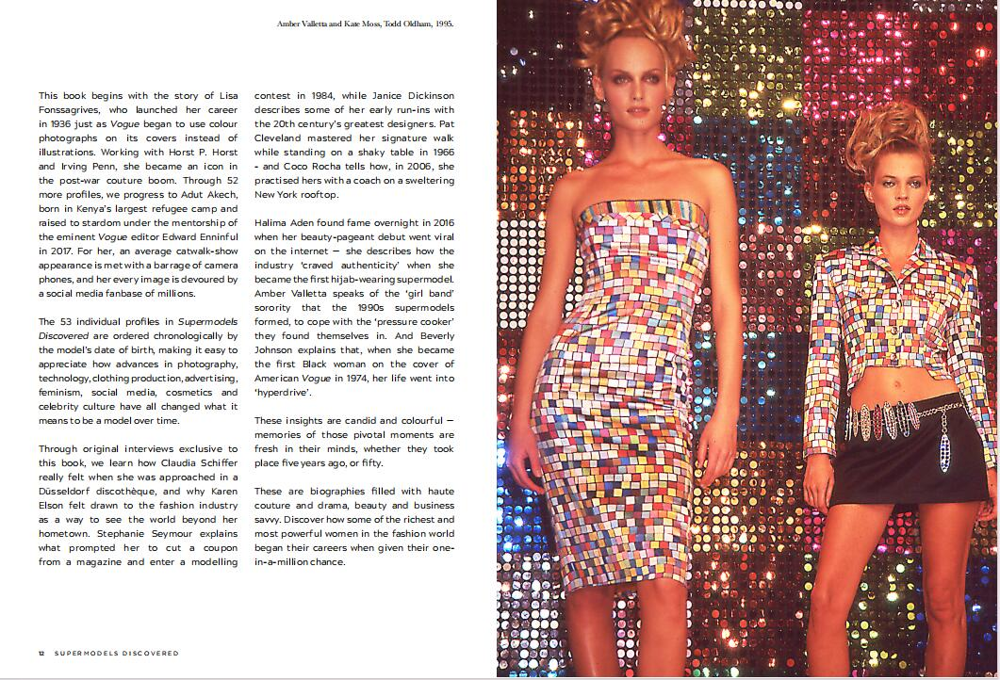 Amber Valletta and Kate Moss, Todd Oldham, 1995.
This book begins with the story of Lisa
Fonssagrives, who launched her career
in 1936 just as Vogue began to use colour
photographs on its covers instead of
illustrations. Working with Horst P. Horst
and Irving Penn, she became an icon in
the post-war couture boom. Through 52
more profiles, we progress to Adut Akech,
born in Kenya's largest refugee camp and
raised to stardom under the mentorship of
the eminent Vogue editor Edward Enninful
in 2017. For her, an average catwalk-show
appearance is met with a barrage of camera
phones, and her every image is devoured by
a social media fanbase of millions.
The 53 individual profiles in Supermodels
Discovered are ordered chronologically by
the model's date of birth, making it easy to
appreciate how advances in photography,
technology, clothing production, advertising,
feminism, social media, cosmetics and
celebrity culture have all changed what it
means to be a model over time.
Through original interviews exclusive to
this book, we learn how Claudia Schiffer
really felt when she was approached in a
Düsseldorf discothèque, and why Karen
Elson felt drawn to the fashion industry
as a way to see the world beyond her
hometown. Stephanie Seymour explains
what prompted her to cut a coupon
from a magazine and enter a modelling
contest in 1984, while Janice Dickinson
describes some of her early run-ins with
the 20th century's greatest designers. Pat
Cleveland mastered her signature walk
while standing on a shaky table in 1966
- and Coco Rocha tells how, in 2006, she
practised hers with a coach on a sweltering
New York rooftop.
Halima Aden found fame overnight in 2016
when her beauty-pageant debut went viral
on the internet — she describes how the
industry 'craved authenticity' when she
became the first hijab-wearing supermodel.
Amber Valletta speaks of the 'girl band'
sorority that the 1990s supermodels
formed, to cope with the 'pressure cooker'
they found themselves in. And Beverly
Johnson explains that, when she became
the first Black woman on the cover of
American Vogue in 1974, her life went into
'hyperdrive'.
These insights are candid and colourful —
memories of those pivotal moments are
fresh in their minds, whether they took
place five years ago, or fifty.
These are biographies filled with haute
couture and drama, beauty and business
savvy. Discover how some of the richest and
most powerful women in the fashion world
began their careers when given their one-
in-a-million chance.
12 SUPERMODELS DISCOVERED